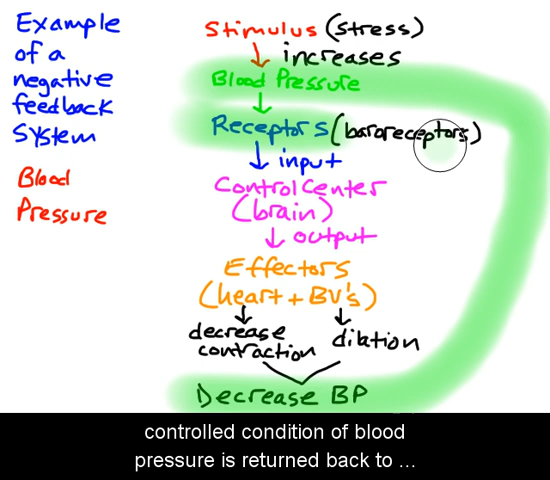 Example
of a
negative
feedback
System
Blood
Pressure
Stimulus (stress)
increases
Blood Pressure
Receptors (baroreceptors)
input
Control Center
(brain)
output
Effectors
(heart + BV's)
decrease
contraction
dilation
Decrease BP
controlled condition of blood
pressure is returned back to ...